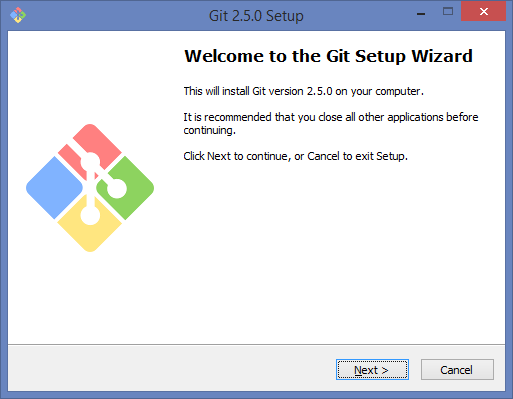 Git 2.5.0 Setup
Welcome to the Git Setup Wizard
This will install Git version 2.5.0 on your computer.
It is recommended that you close all other applications before
continuing.
Click Next to continue, or Cancel to exit Setup.
Next >
Cancel